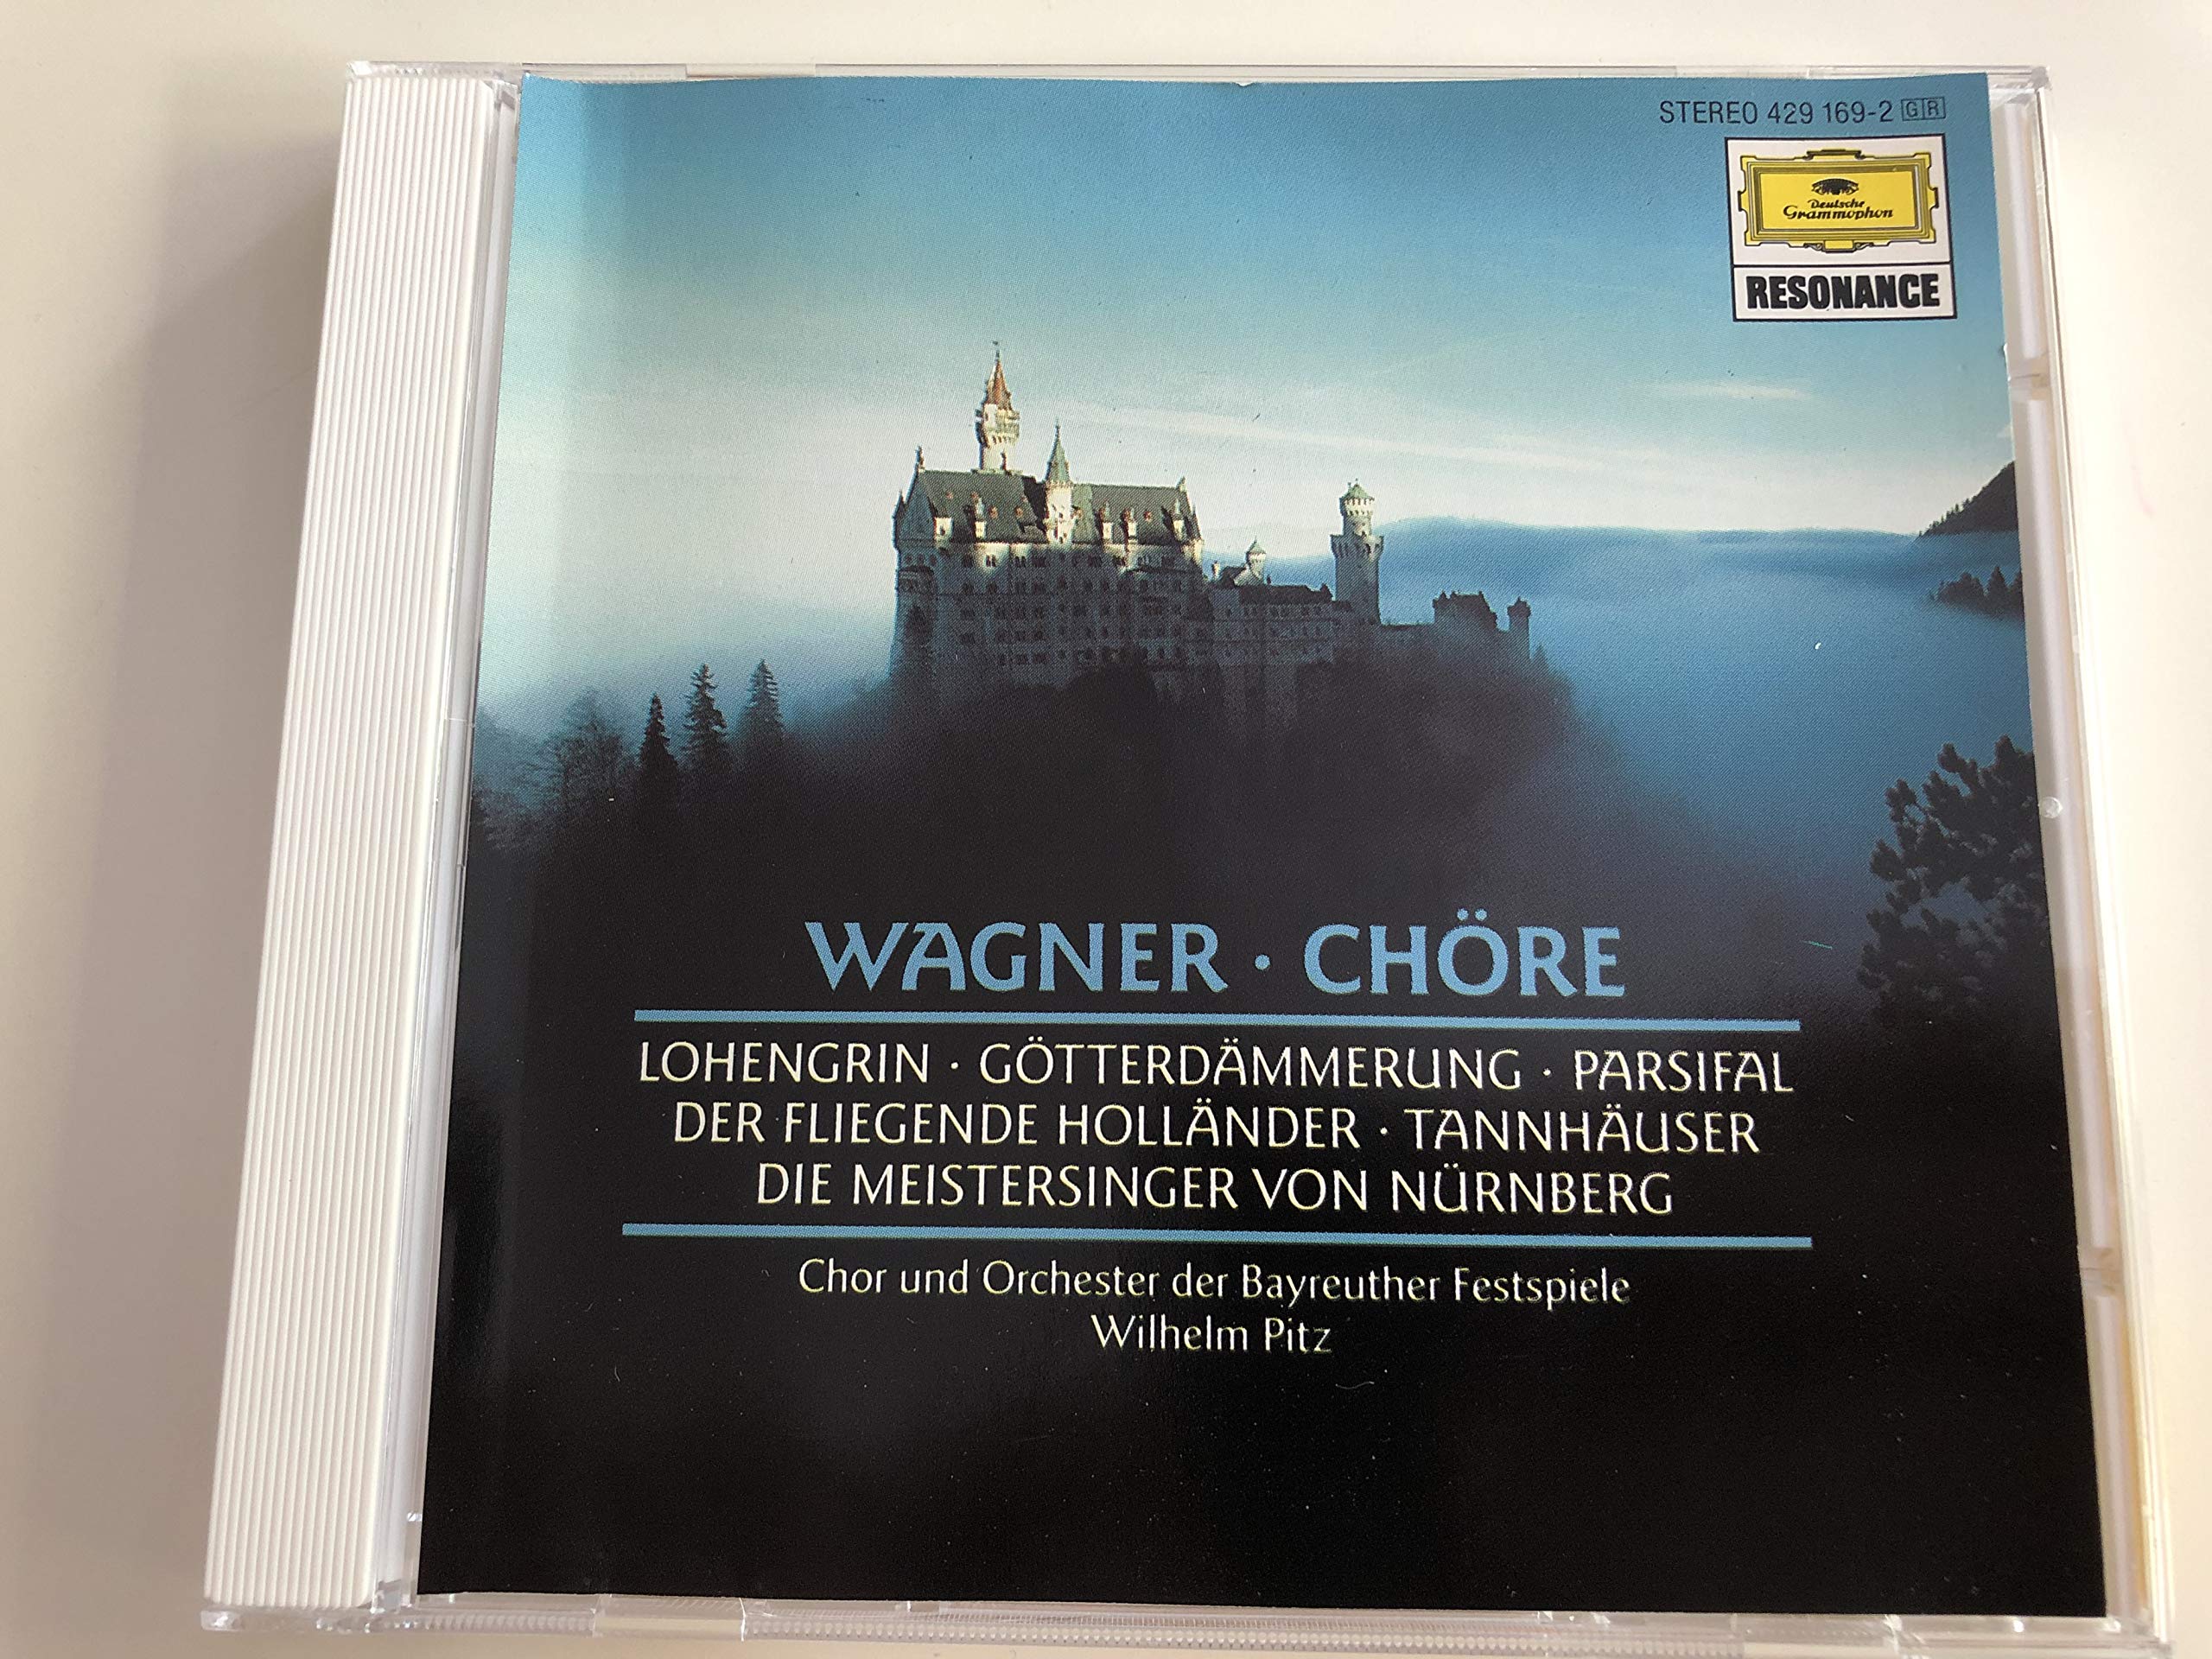 STEREO 429 169-2 GR
Deutsche
Grammophon
RESONANCE
WAGNER · CHÖRE
LOHENGRIN · GÖTTERDÄMMERUNG · PARSIFAL
DER FLIEGENDE HOLLÄNDER · TANNHÄUSER
DIE MEISTERSINGER VON NÜRNBERG
Chor und Orchester der Bayreuther Festspiele
Wilhelm Pitz